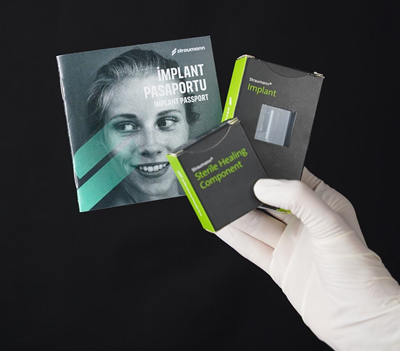 straumann
İMPLANT
PASAPORTU
IMPLANT PASSPORT
Straumann®
Implant
Straumann®
Sterile Healing
Component